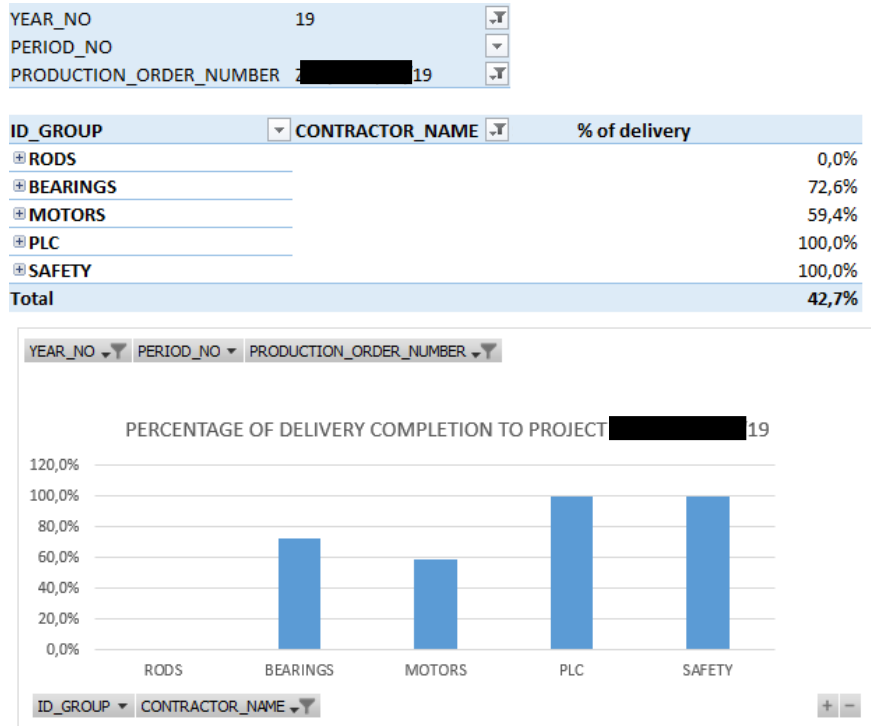 YEAR_NO 19
PERIOD_NO
PRODUCTION_ORDER_NUMBER 19
ID_GROUP CONTRACTOR_NAME % of delivery
RODS 0,0%
BEARINGS 72,6%
MOTORS 59,4%
PLC 100,0%
SAFETY 100,0%
Total 42,7%
YEAR_NO PERIOD_NO PRODUCTION_ORDER_NUMBER
PERCENTAGE OF DELIVERY COMPLETION TO PROJECT 19
120,0%
100,0%
80,0%
60,0%
40,0%
20,0%
0,0%
RODS BEARINGS MOTORS PLC SAFETY
ID_GROUP CONTRACTOR_NAME